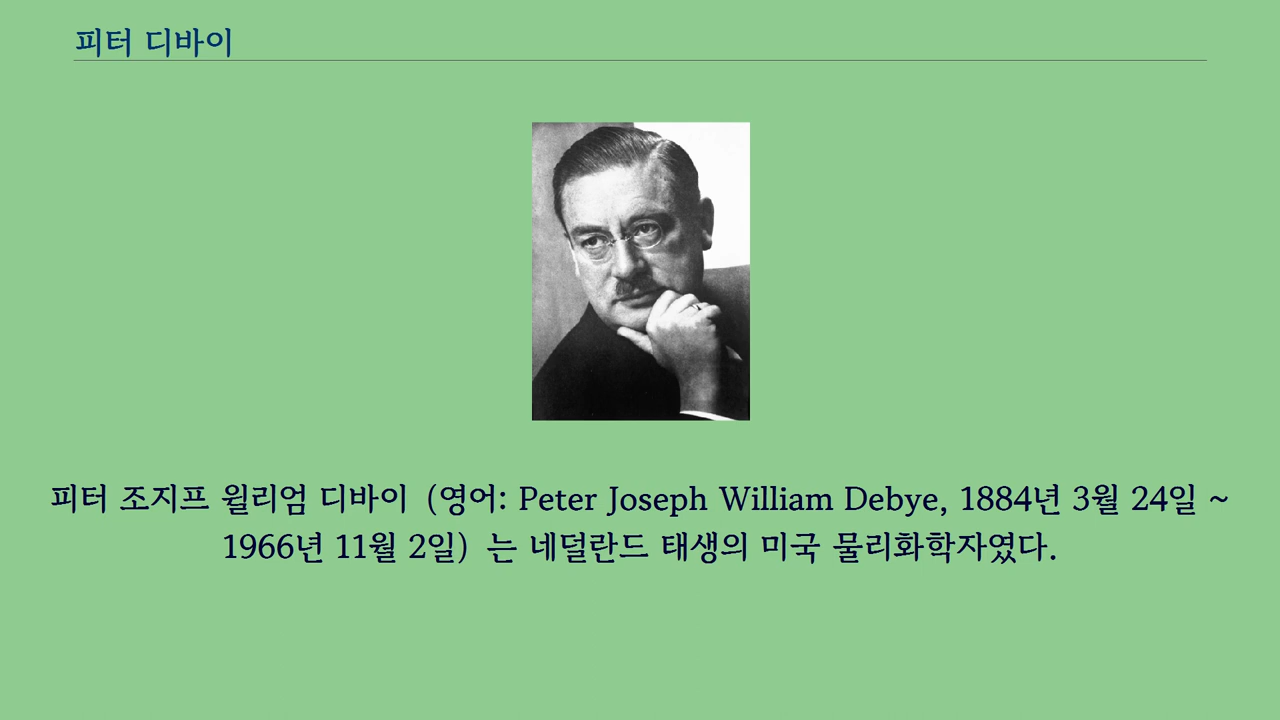 피터 디바이
피터 조지프 윌리엄 디바이 (영어: Peter Joseph William Debye, 1884년 3월 24일 ~
1966년 11월 2일) 는 네덜란드 태생의 미국 물리화학자였다.